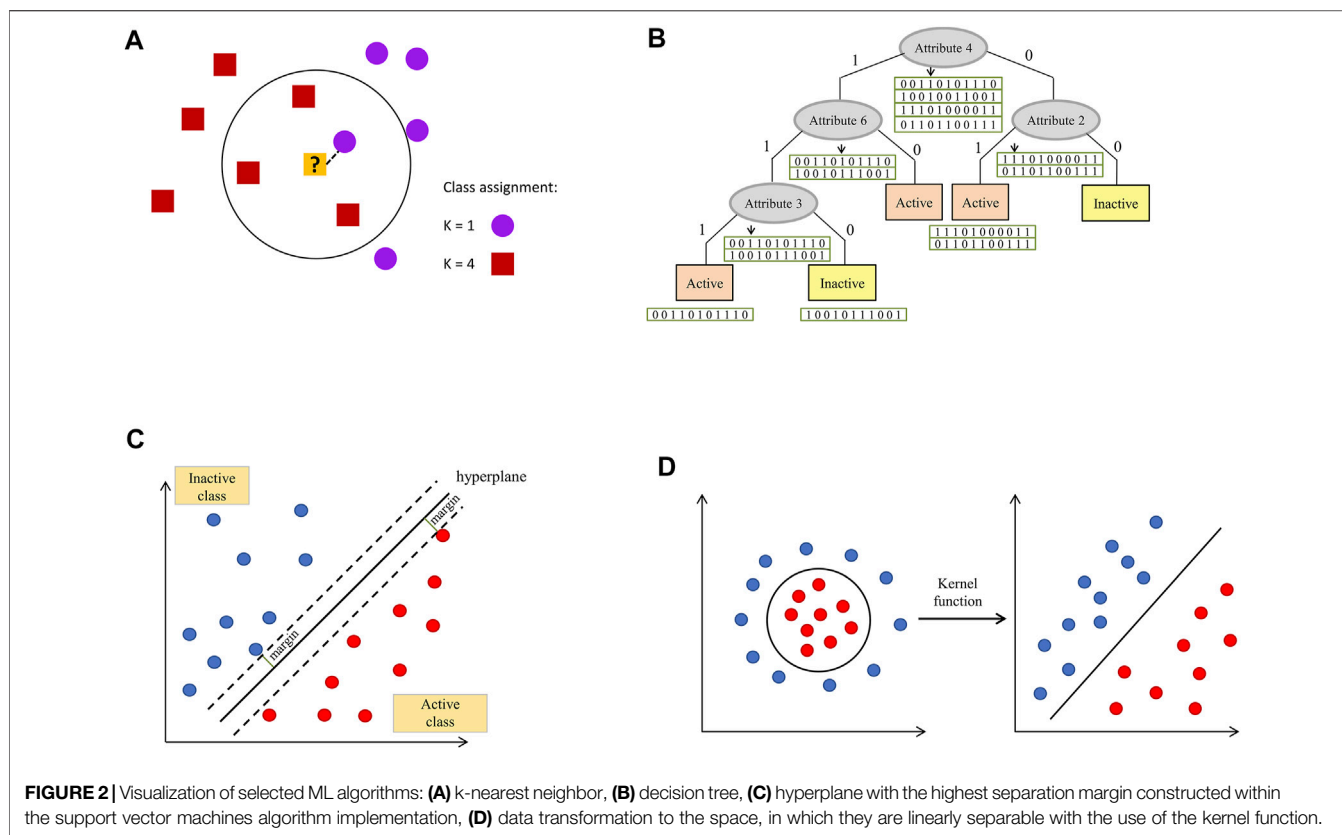 A
?
Class assignment:
K = 1
K = 4
B
Attribute 4
1
0
00110101110
10010011001
11101000011
01101100111
Attribute 6
Attribute 2
1
0
1
0
00110101110
10010111001
11101000011
01101100111
Attribute 3
Active
Active
Inactive
1
0
00110101110
10010111001
11101000011
01101100111
Active
Inactive
00110101110
10010111001
C
Inactive
class
hyperplane
margin
margin
Active
class
D
Kernel
function
FIGURE 2 | Visualization of selected ML algorithms: (A) k-nearest neighbor, (B) decision tree, (C) hyperplane with the highest separation margin constructed within
the support vector machines algorithm implementation, (D) data transformation to the space, in which they are linearly separable with the use of the kernel function.